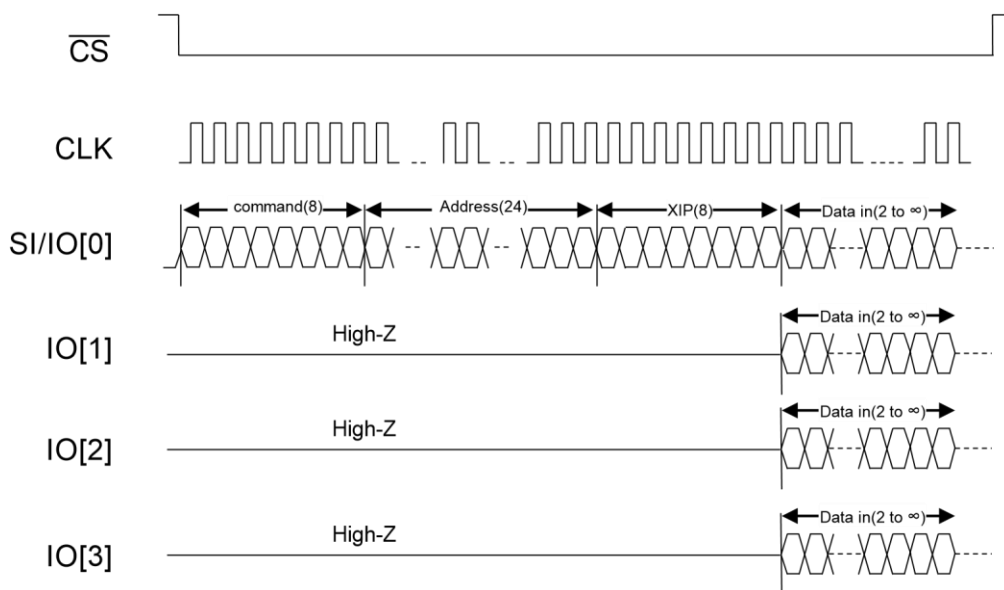 CS
CLK
command(8) Address(24) XIP(8) Data in(2 to ∞)
SI/IO[0]
Data in(2 to ∞)
High-Z
IO[1]
Data in(2 to ∞)
High-Z
IO[2]
Data in(2 to ∞)
High-Z
IO[3]